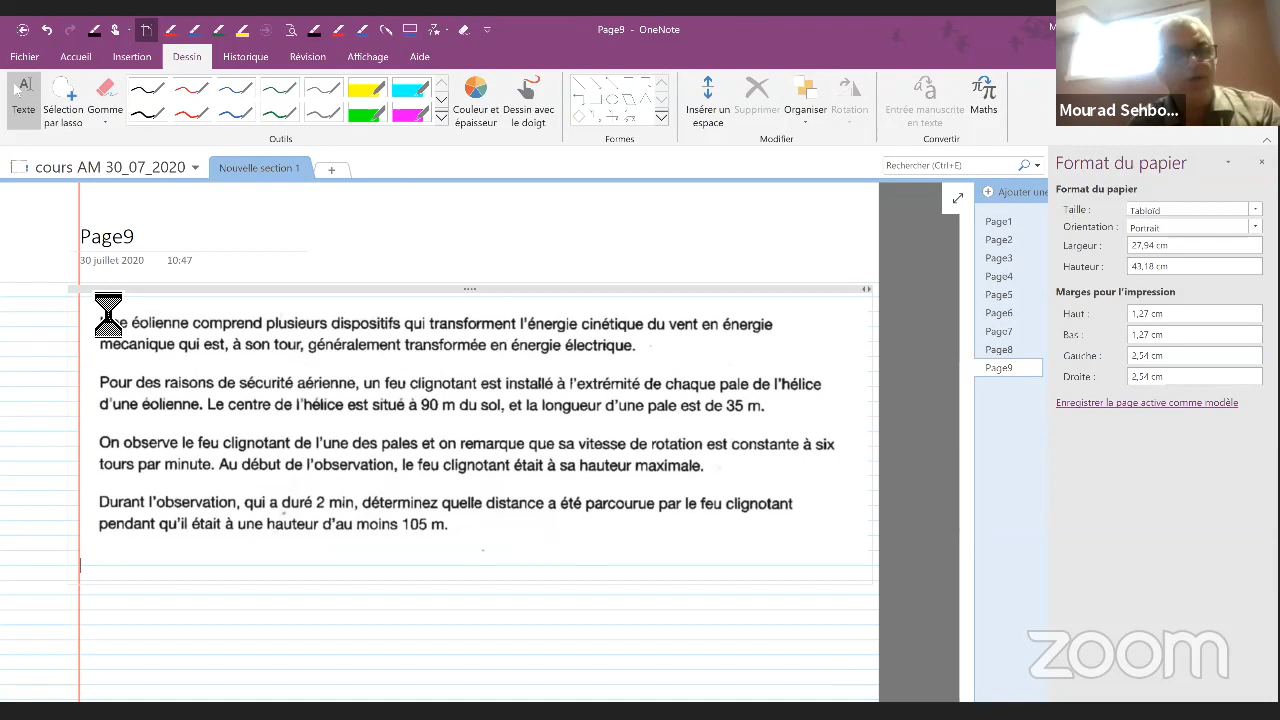 Page9 - OneNote
M
Fichier Accueil Insertion Dessin Historique Révision Affichage Aide
Texte
Sélection par lasso
Gomme
Couleur et épaisseur
Dessin avec le doigt
Insérer un espace
Supprimer
Organiser
Rotation
Entrée manuscrite en texte
Maths
Outils Formes Modifier Convertir
Mourad Sehbo...
cours AM 30_07_2020
Nouvelle section 1
Rechercher (Ctrl+E)
Format du papier
Format du papier
Taille : Tabloïd
Orientation : Portrait
Largeur : 27,94 cm
Hauteur : 43,18 cm
Marges pour l'impression
Haut : 1,27 cm
Bas : 1,27 cm
Gauche : 2,54 cm
Droite : 2,54 cm
Enregistrer la page active comme modèle
Ajouter une
Page1
Page2
Page3
Page4
Page5
Page6
Page7
Page8
Page9
Page9
30 juillet 2020 10:47
éolienne comprend plusieurs dispositifs qui transforment l'énergie cinétique du vent en énergie
mécanique qui est, à son tour, généralement transformée en énergie électrique.
Pour des raisons de sécurité aérienne, un feu clignotant est installé à l'extrémité de chaque pale de l'hélice
d'une éolienne. Le centre de l'hélice est situé à 90 m du sol, et la longueur d'une pale est de 35 m.
On observe le feu clignotant de l'une des pales et on remarque que sa vitesse de rotation est constante à six
tours par minute. Au début de l'observation, le feu clignotant était à sa hauteur maximale.
Durant l'observation, qui a duré 2 min, déterminez quelle distance a été parcourue par le feu clignotant
pendant qu'il était à une hauteur d'au moins 105 m.
zoom